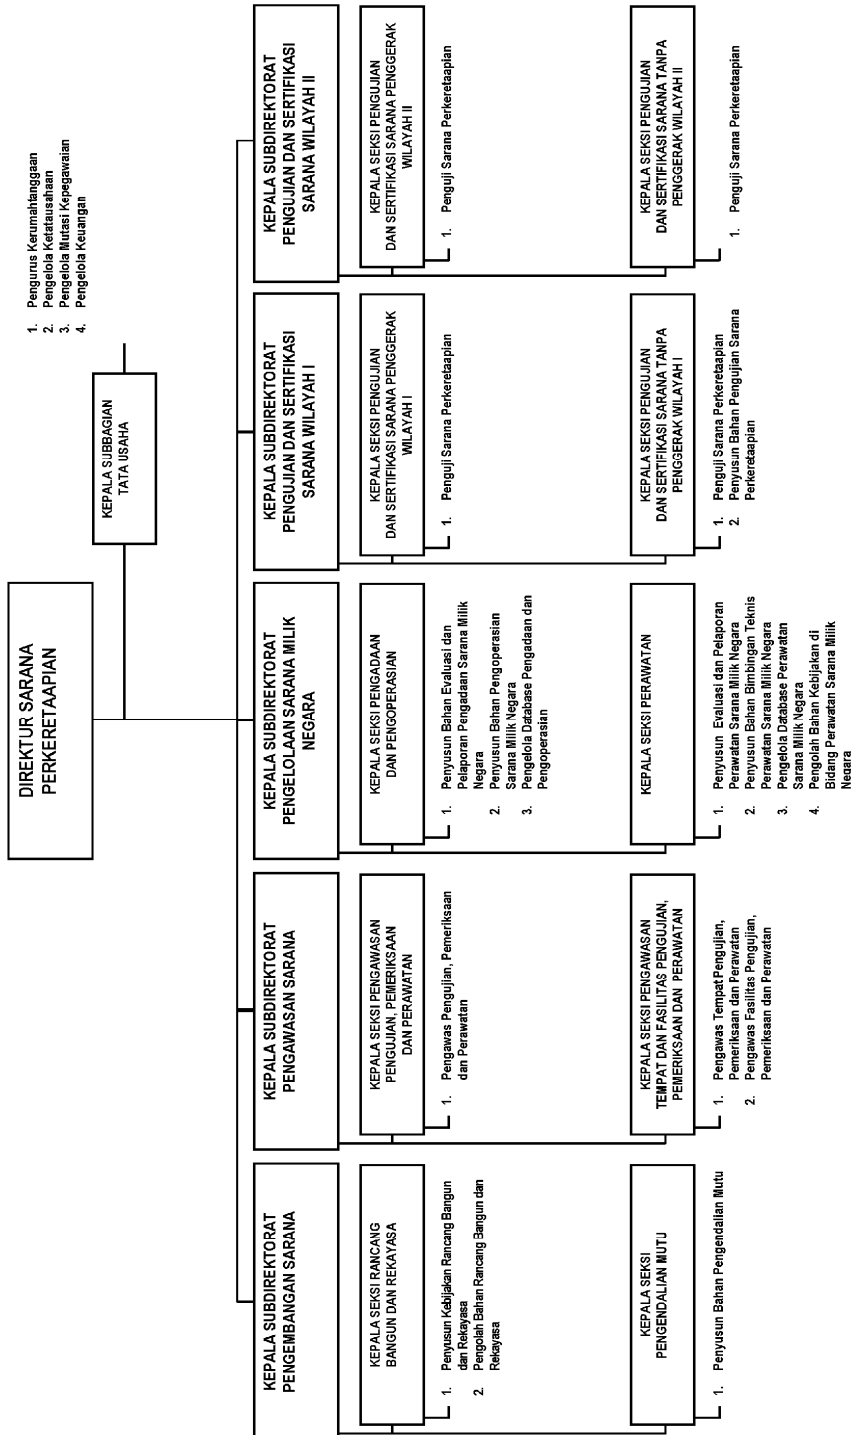 DIREKTUR SARANA
PERKERETAAPIAN
KEPALA SUBBAGIAN
TATA USAHA
1. Pengurus Kerumahtanggaan
2. Pengelola Ketatausahaan
3. Pengelola Mutasi Kepegawaian
4. Pengelola Keuangan
KEPALA SUBDIREKTORAT
PENGEMBANGAN SARANA
KEPALA SEKSI RANCANG
BANGUN DAN REKAYASA
1. Penyusun Kebijakan Rancang Bangun
dan Rekayasa
2. Pengolah Bahan Rancang Bangun dan
Rekayasa
KEPALA SEKSI
PENGENDALIAN MUTU
1. Penyusun Bahan Pengendalian Mutu
KEPALA SUBDIREKTORAT
PENGAWASAN SARANA
KEPALA SEKSI PENGAWASAN
PENGUJIAN, PEMERIKSAAN
DAN PERAWATAN
1. Pengawas Pengujian, Pemeriksaan
dan Perawatan
KEPALA SEKSI PENGAWASAN
TEMPAT DAN FASILITAS PENGUJIAN,
PEMERIKSAAN DAN PERAWATAN
1. Pengawas Tempat Pengujian,
Pemeriksaan dan Perawatan
2. Pengawas Fasilitas Pengujian,
Pemeriksaan dan Perawatan
KEPALA SUBDIREKTORAT
PENGELOLAAN SARANA MILIK
NEGARA
KEPALA SEKSI PENGADAAN
DAN PENGOPERASIAN
1. Penyusun Bahan Evaluasi dan
Pelaporan Pengadaan Sarana Milik
Negara
2. Penyusun Bahan Pengoperasian
Sarana Milik Negara
3. Pengelola Database Pengadaan dan
Pengoperasian
KEPALA SEKSI PERAWATAN
1. Penyusun Evaluasi dan Pelaporan
Perawatan Sarana Milik Negara
2. Penyusun Bahan Bimbingan Teknis
Perawatan Sarana Milik Negara
3. Pengelola Database Perawatan
Sarana Milik Negara
4. Pengolah Bahan Kebijakan di
Bidang Perawatan Sarana Milik
Negara
KEPALA SUBDIREKTORAT
PENGUJIAN DAN SERTIFIKASI
SARANA WILAYAH I
KEPALA SEKSI PENGUJIAN
DAN SERTIFIKASI SARANA PENGGERAK
WILAYAH I
1. Penguji Sarana Perkeretaapian
KEPALA SEKSI PENGUJIAN
DAN SERTIFIKASI SARANA TANPA
PENGGERAK WILAYAH I
1. Penguji Sarana Perkeretaapian
2. Penyusun Bahan Pengujian Sarana
Perkeretaapian
KEPALA SUBDIREKTORAT
PENGUJIAN DAN SERTIFIKASI
SARANA WILAYAH II
KEPALA SEKSI PENGUJIAN
DAN SERTIFIKASI SARANA PENGGERAK
WILAYAH II
1. Penguji Sarana Perkeretaapian
KEPALA SEKSI PENGUJIAN
DAN SERTIFIKASI SARANA TANPA
PENGGERAK WILAYAH II
1. Penguji Sarana Perkeretaapian